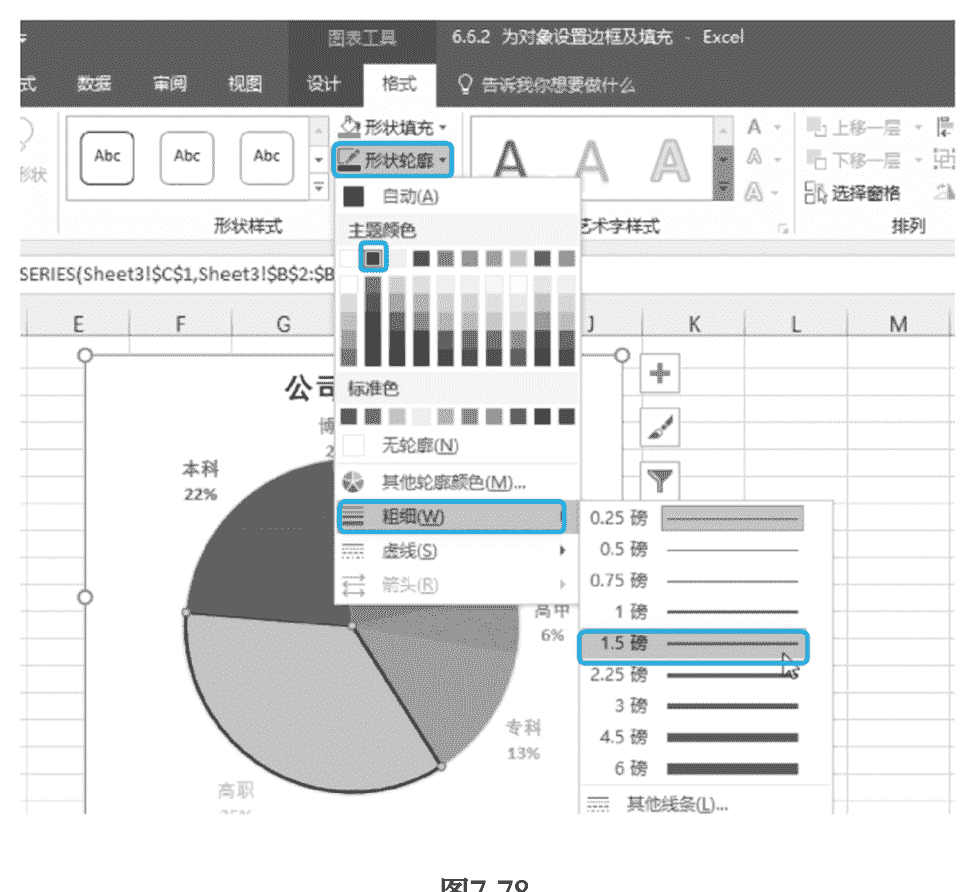 图表工具
6.6.2 为对象设置边框及填充 - Excel
式 数据 审阅 视图 设计 格式 告诉我你想要做什么
形状
Abc Abc Abc
形状填充
形状轮廓
A A A
A
A
A
上移一层
下移一层
选择窗格
形状样式
艺术字样式
排列
自动(A)
主题颜色
SERIES(Sheet3!$C$1,Sheet3!$B$2:$B
E F G J K L M
公司
标准色
博
2
无轮廓(N)
本科
22%
其他轮廓颜色(M)...
粗细(W)
虚线(S)
箭头(R)
0.25 磅
0.5 磅
0.75 磅
1 磅
1.5 磅
2.25 磅
3 磅
4.5 磅
6 磅
其他线条(L)...
高中
6%
专科
13%
高职
图7-78